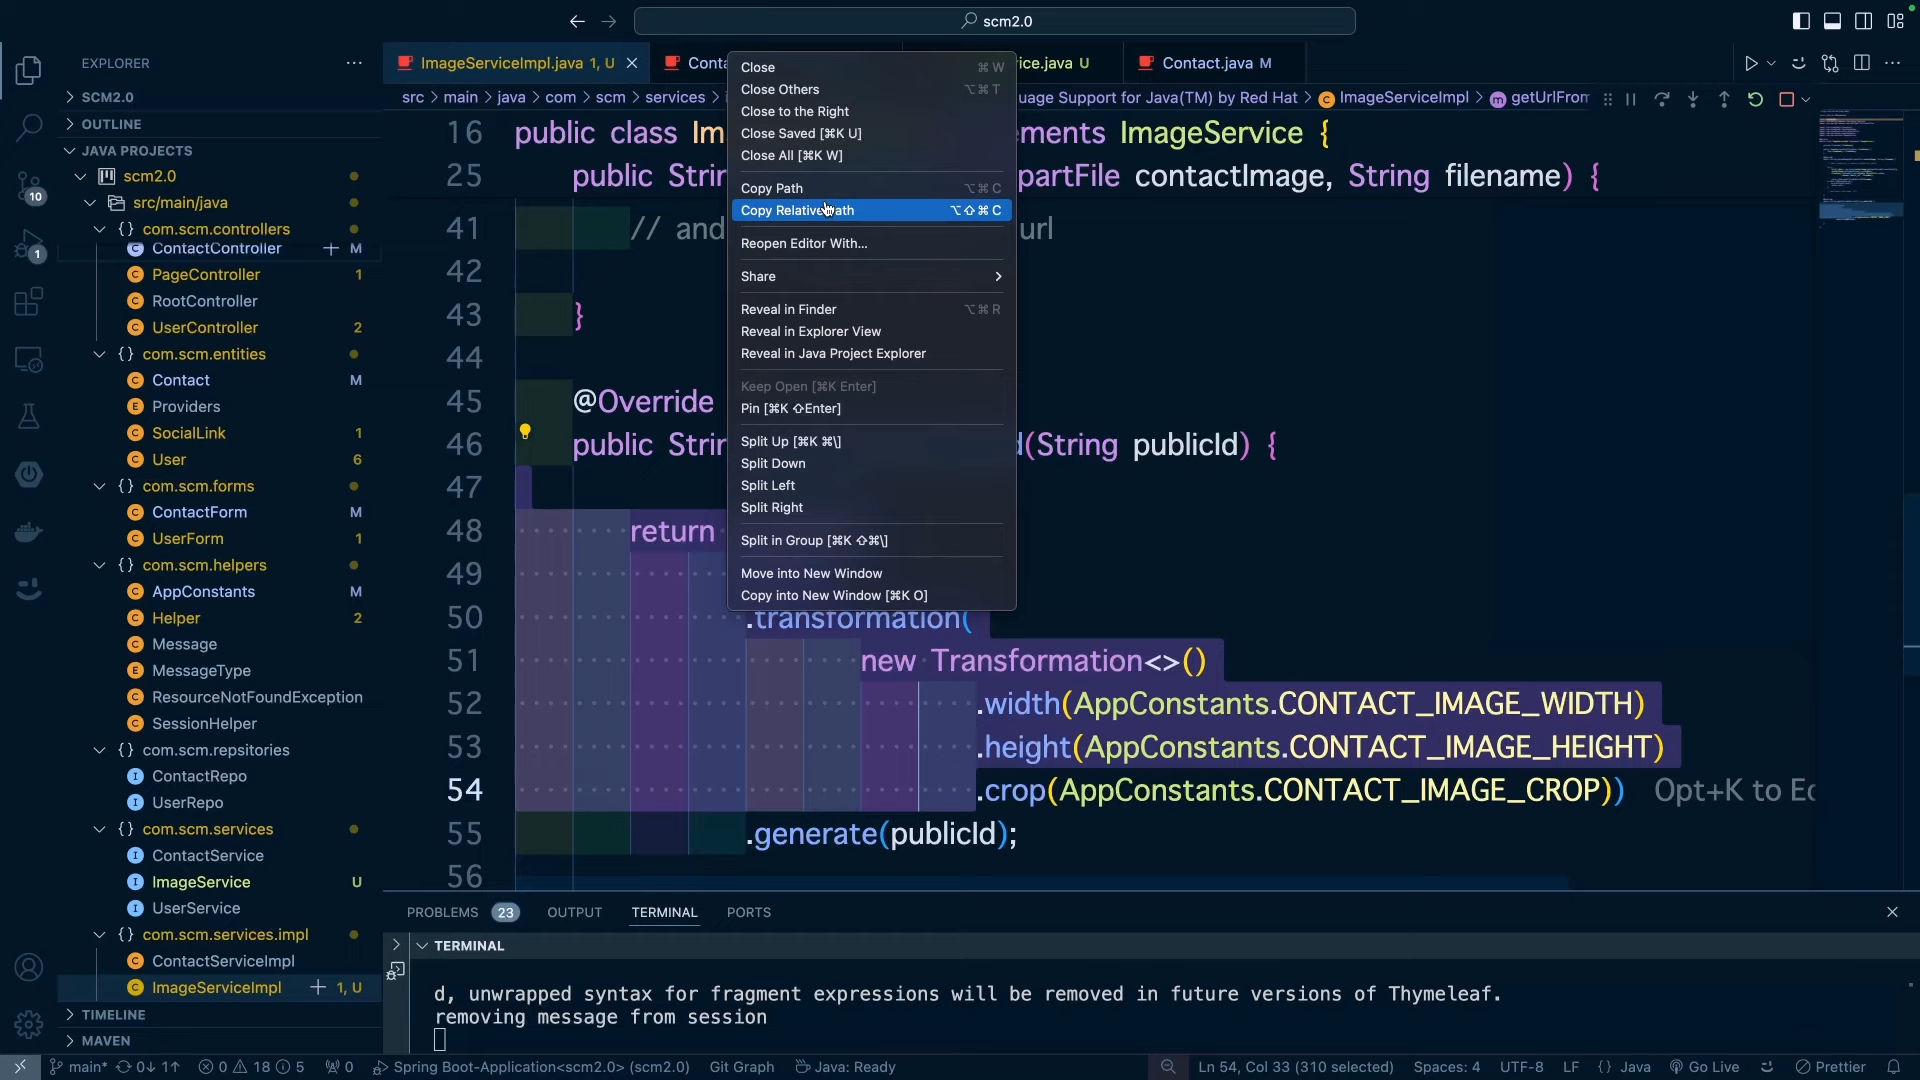 scm2.0
EXPLORER
SCM2.0
OUTLINE
JAVA PROJECTS
scm2.0
src/main/java
com.scm.controllers
ContactController M
PageController 1
RootController
UserController 2
com.scm.entities
Contact M
Providers
SocialLink 1
User 6
com.scm.forms
ContactForm M
UserForm 1
com.scm.helpers
AppConstants M
Helper 2
Message
MessageType
ResourceNotFoundException
SessionHelper
com.scm.repsitories
ContactRepo
UserRepo
com.scm.services
ContactService
ImageService U
UserService
com.scm.services.impl
ContactServiceImpl
ImageServiceImpl 1, U
TIMELINE
MAVEN
10
1
ImageServiceImpl.java 1, U
Conta
ice.java U
Contact.java M
src > main > java > com > scm > services >
uage Support for Java(TM) by Red Hat > ImageServiceImpl > getUrlFrom
16 public class Im ements ImageService {
25 public Strin partFile contactImage, String filename) {
41 // and url
42
43 }
44
45 @Override
46 public Strin d(String publicId) {
47
48 return
49
50 .transformation(
51 new Transformation<>()
52 .width(AppConstants.CONTACT_IMAGE_WIDTH)
53 .height(AppConstants.CONTACT_IMAGE_HEIGHT)
54 .crop(AppConstants.CONTACT_IMAGE_CROP)) Opt+K to Ed
55 .generate(publicId);
56
Close ⌘ W
Close Others ⌥⌘ T
Close to the Right
Close Saved [⌘K U]
Close All [⌘K W]
Copy Path ⌥⌘ C
Copy Relative Path ⌥⇧⌘ C
Reopen Editor With...
Share
Reveal in Finder ⌥⌘ R
Reveal in Explorer View
Reveal in Java Project Explorer
Keep Open [⌘K Enter]
Pin [⌘K ⇧Enter]
Split Up [⌘K ⌘\]
Split Down
Split Left
Split Right
Split in Group [⌘K ⇧⌘\]
Move into New Window
Copy into New Window [⌘K O]
PROBLEMS 23 OUTPUT TERMINAL PORTS
TERMINAL
d, unwrapped syntax for fragment expressions will be removed in future versions of Thymeleaf.
removing message from session
main* 0↓ 1↑ 0 18 5 0 Spring Boot-Application<scm2.0> (scm2.0) Git Graph Java: Ready Ln 54, Col 33 (310 selected) Spaces: 4 UTF-8 LF {} Java Go Live Prettier